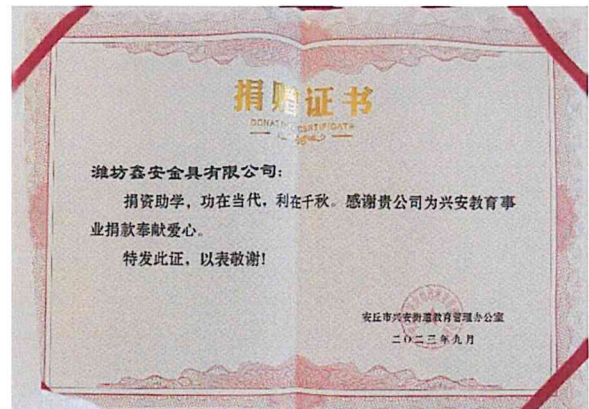 捐赠证书
DONATION CERTIFICATE
潍坊鑫安金具有限公司:
捐资助学，功在当代，利在千秋。感谢贵公司为兴安教育事
业捐款奉献爱心。
特发此证，以表敬谢!
安丘市兴安街道教育管理办公室
二〇二三年九月